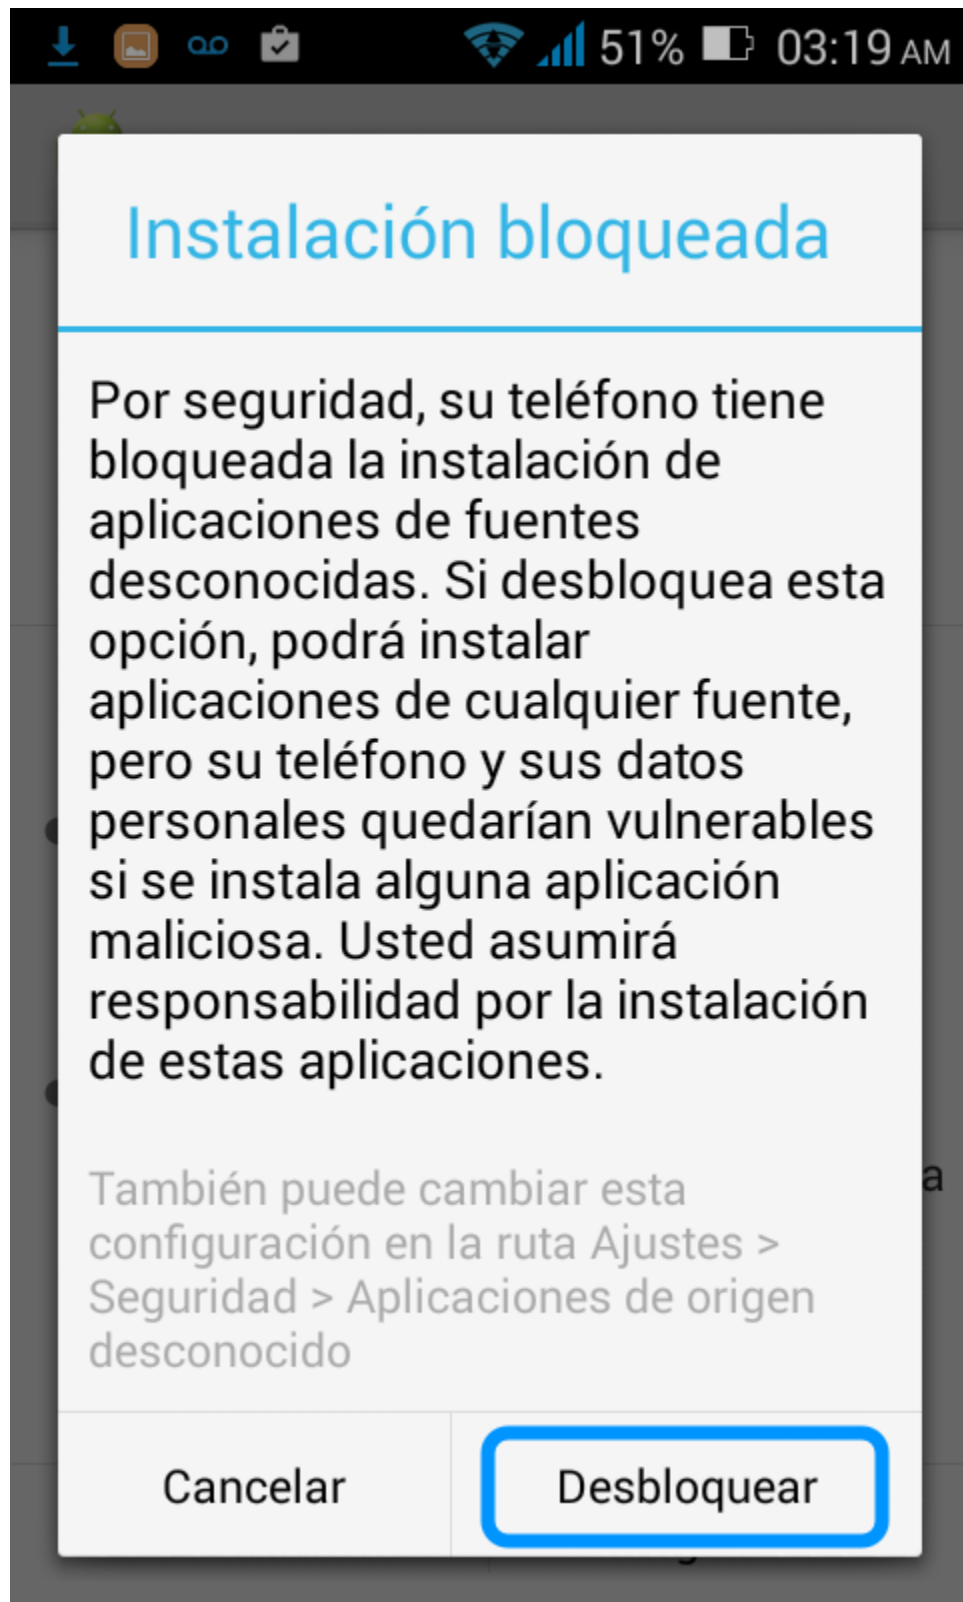 51% 03:19 AM
Instalación bloqueada
Por seguridad, su teléfono tiene
bloqueada la instalación de
aplicaciones de fuentes
desconocidas. Si desbloquea esta
opción, podrá instalar
aplicaciones de cualquier fuente,
pero su teléfono y sus datos
personales quedarían vulnerables
si se instala alguna aplicación
maliciosa. Usted asumirá
responsabilidad por la instalación
de estas aplicaciones.
a
También puede cambiar esta
configuración en la ruta Ajustes >
Seguridad > Aplicaciones de origen
desconocido
Cancelar
Desbloquear